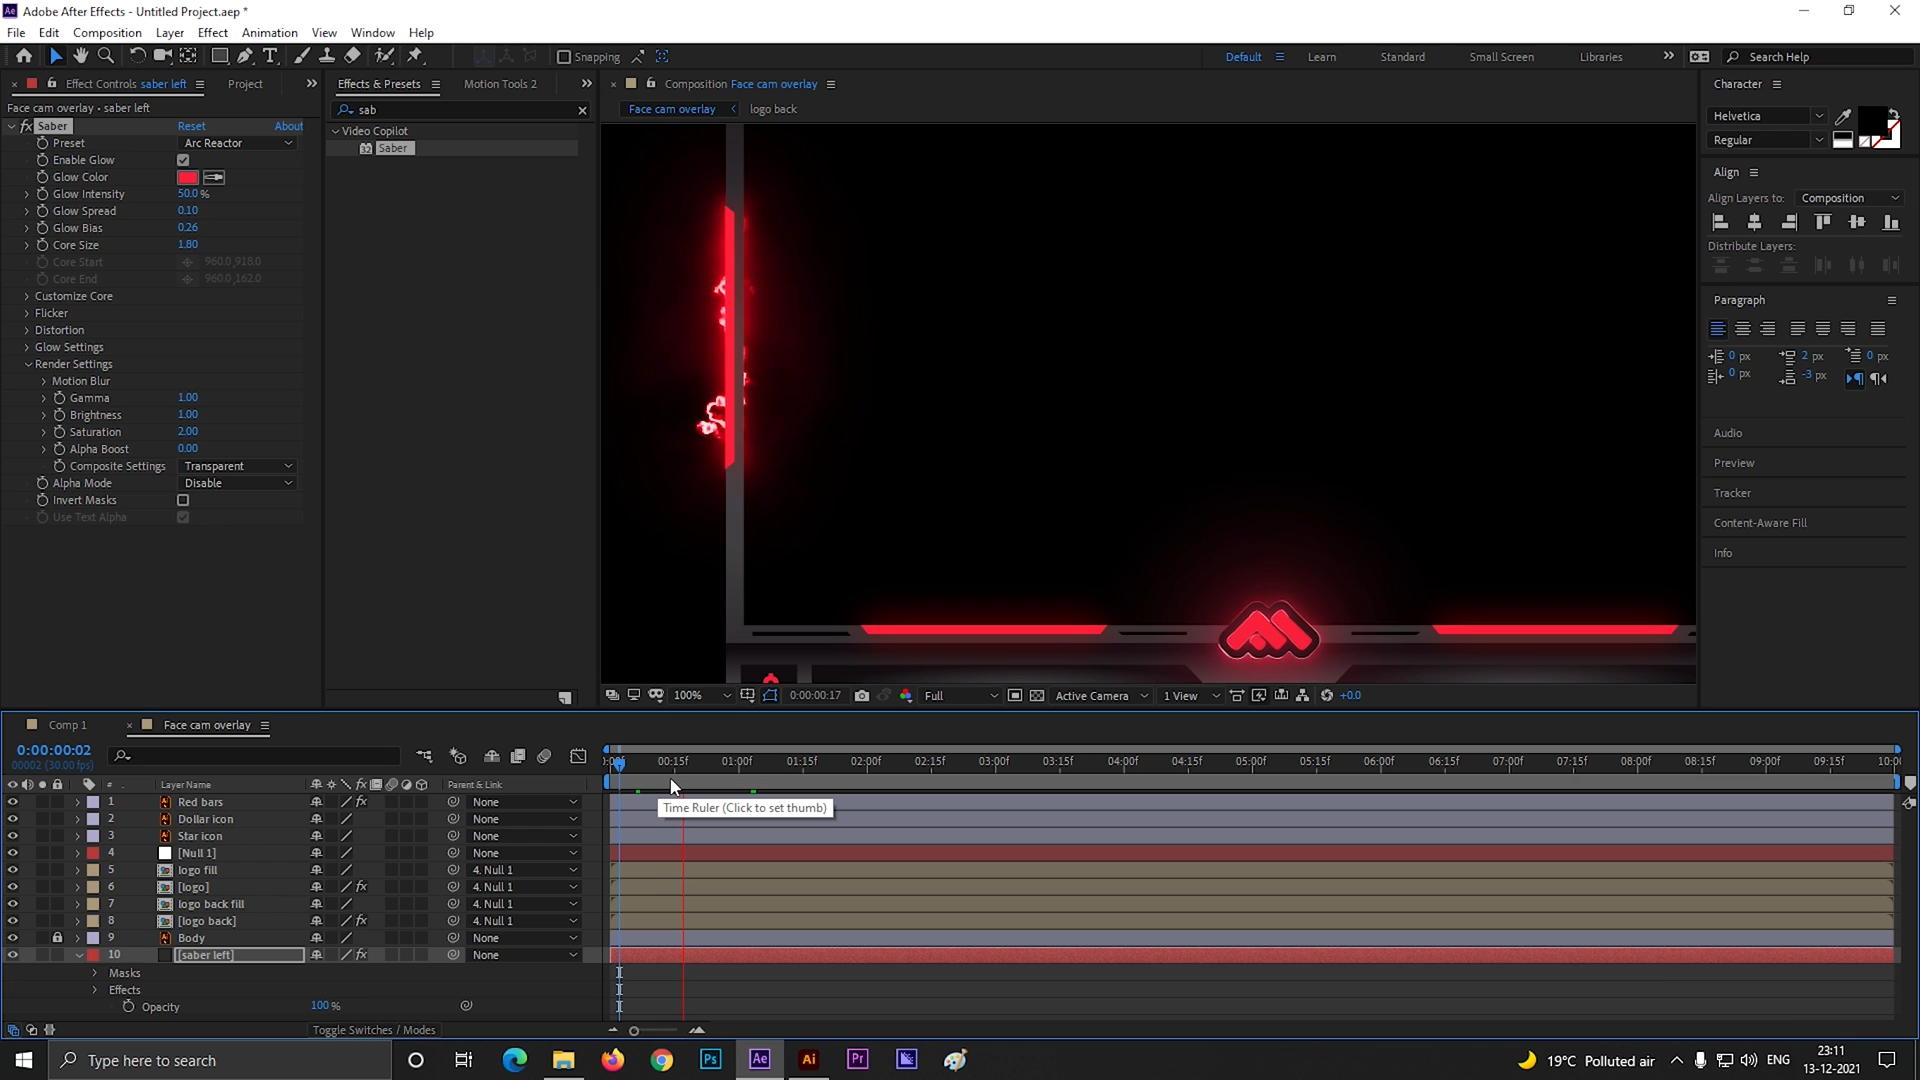 Adobe After Effects - Untitled Project.aep *
File Edit Composition Layer Effect Animation View Window Help
Snapping
Default Learn Standard Small Screen Libraries Search Help
Effect Controls saber left Project
Face cam overlay • saber left
fx Saber Reset About
Preset Arc Reactor
Enable Glow
Glow Color
Glow Intensity 50.0 %
Glow Spread 0.10
Glow Bias 0.26
Core Size 1.80
Core Start 960.0,918.0
Core End 960.0,162.0
Customize Core
Flicker
Distortion
Glow Settings
Render Settings
Motion Blur
Gamma 1.00
Brightness 1.00
Saturation 2.00
Alpha Boost 0.00
Composite Settings Transparent
Alpha Mode Disable
Invert Masks
Use Text Alpha
Effects & Presets Motion Tools 2
sab
Video Copilot
32 Saber
Composition Face cam overlay
Face cam overlay logo back
100% 0:00:00:17 Full Active Camera 1 View +0.0
Character
Helvetica
Regular
Align
Align Layers to: Composition
Distribute Layers:
Paragraph
0 px 2 px 0 px
0 px -3 px
Audio
Preview
Tracker
Content-Aware Fill
Info
Comp 1 Face cam overlay
0:00:00:02
00002 (30.00 fps)
00:15f 01:00f 01:15f 02:00f 02:15f 03:00f 03:15f 04:00f 04:15f 05:00f 05:15f 06:00f 06:15f 07:00f 07:15f 08:00f 08:15f 09:00f 09:15f 10:00
# Layer Name fx Parent & Link
1 Red bars fx None
2 Dollar icon None
3 Star icon None
4 [Null 1] None
5 logo fill 4. Null 1
6 [logo] fx 4. Null 1
7 logo back fill 4. Null 1
8 [logo back] fx 4. Null 1
9 Body None
10 [saber left] fx None
Masks
Effects
Opacity 100 %
Toggle Switches / Modes
Time Ruler (Click to set thumb)
Type here to search
Ps Ae Ai Pr
19°C Polluted air ENG
23:11
13-12-2021